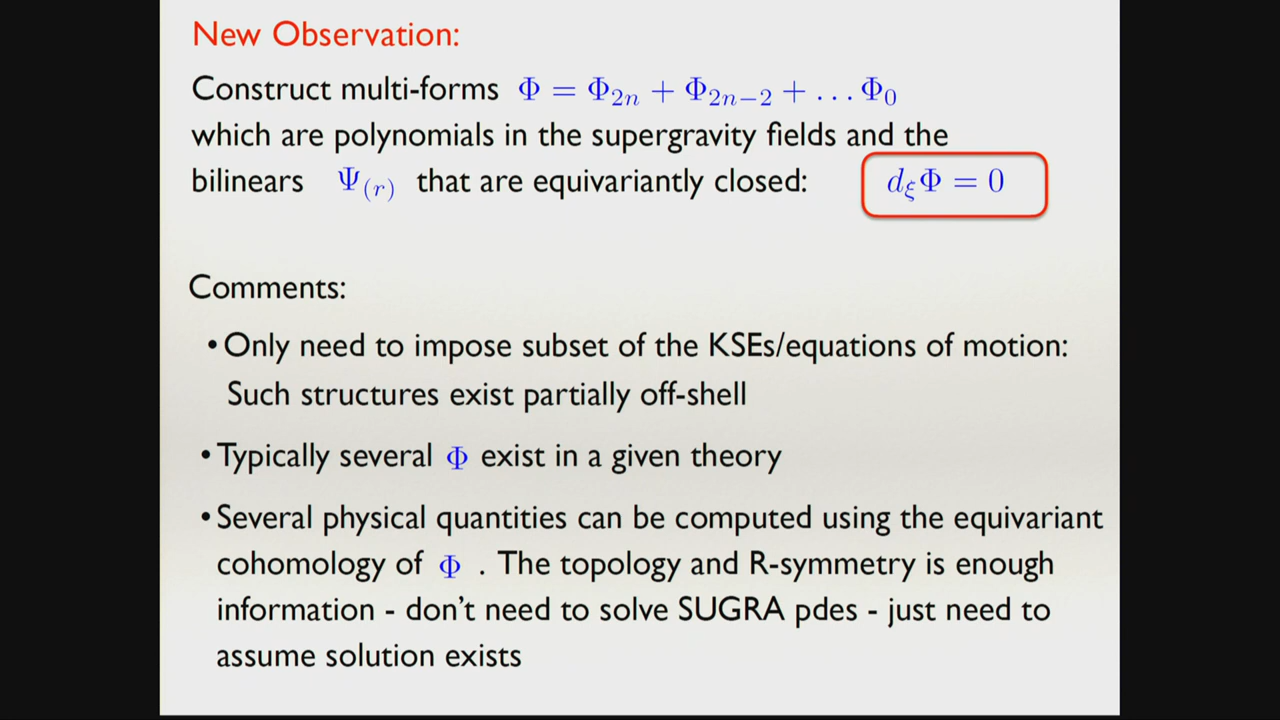 New Observation:
Construct multi-forms Φ = Φ_{2n} + Φ_{2n−2} + … Φ_0
which are polynomials in the supergravity fields and the
bilinears Ψ_{(r)} that are equivariantly closed: d_ξΦ = 0
Comments:
• Only need to impose subset of the KSEs/equations of motion:
Such structures exist partially off-shell
• Typically several Φ exist in a given theory
• Several physical quantities can be computed using the equivariant
cohomology of Φ . The topology and R-symmetry is enough
information - don't need to solve SUGRA pdes - just need to
assume solution exists